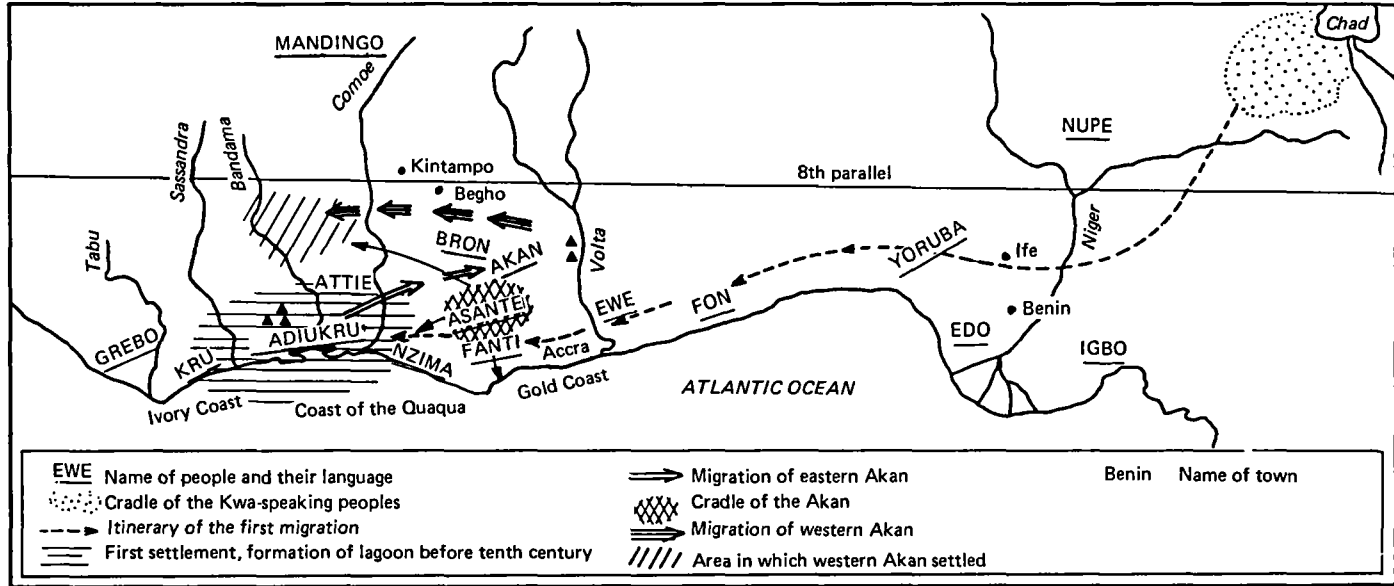 Chad
MANDINGO
Comoe
NUPE
Sassandra
Bandama
Kintampo
8th parallel
Begho
Niger
Tabu
BRON
AKAN
Volta
YORUBA
Ife
ATTIE
ASANTE
EWE
FON
Benin
GREBO
ADIUKRU
FANTI
Accra
EDO
KRU
NZIMA
IGBO
Ivory Coast
Coast of the Quaqua
Gold Coast
ATLANTIC OCEAN
EWE Name of people and their language
Cradle of the Kwa-speaking peoples
Itinerary of the first migration
First settlement, formation of lagoon before tenth century
Migration of eastern Akan
Cradle of the Akan
Migration of western Akan
Area in which western Akan settled
Benin Name of town